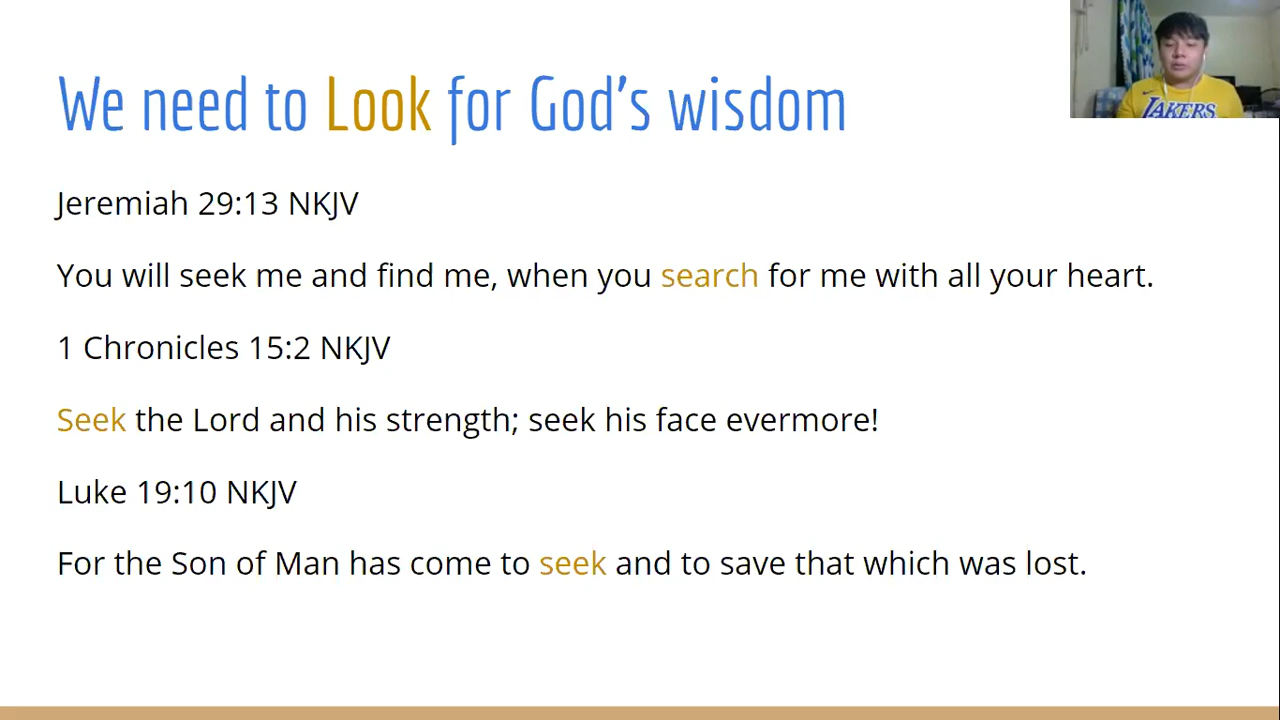 We need to Look for God's wisdom
LAKERS
Jeremiah 29:13 NKJV
You will seek me and find me, when you search for me with all your heart.
1 Chronicles 15:2 NKJV
Seek the Lord and his strength; seek his face evermore!
Luke 19:10 NKJV
For the Son of Man has come to seek and to save that which was lost.